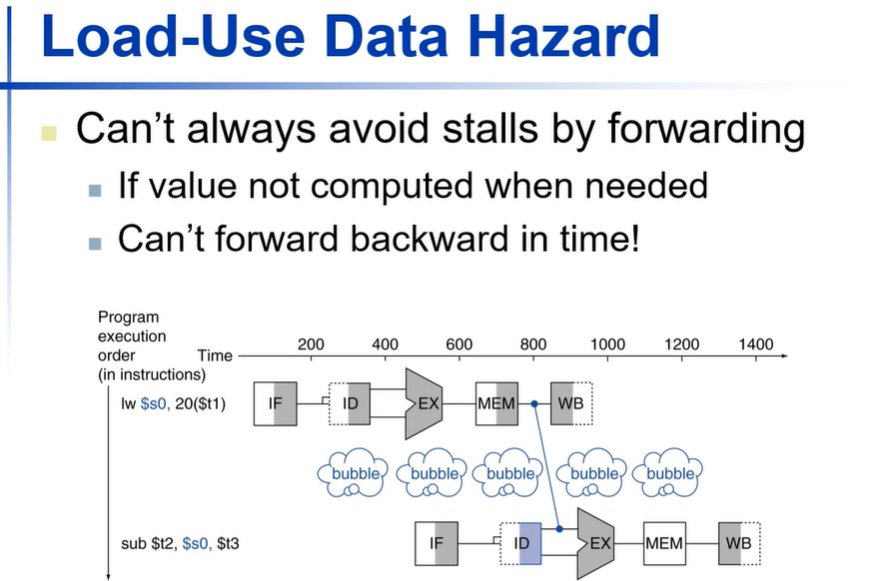 Load-Use Data Hazard
Can't always avoid stalls by forwarding
If value not computed when needed
Can't forward backward in time!
Program
execution
order
(in instructions)
Time
200 400 600 800 1000 1200 1400
lw $s0, 20($t1)
IF ID EX MEM WB
bubble bubble bubble bubble bubble
sub $t2, $s0, $t3
IF ID EX MEM WB